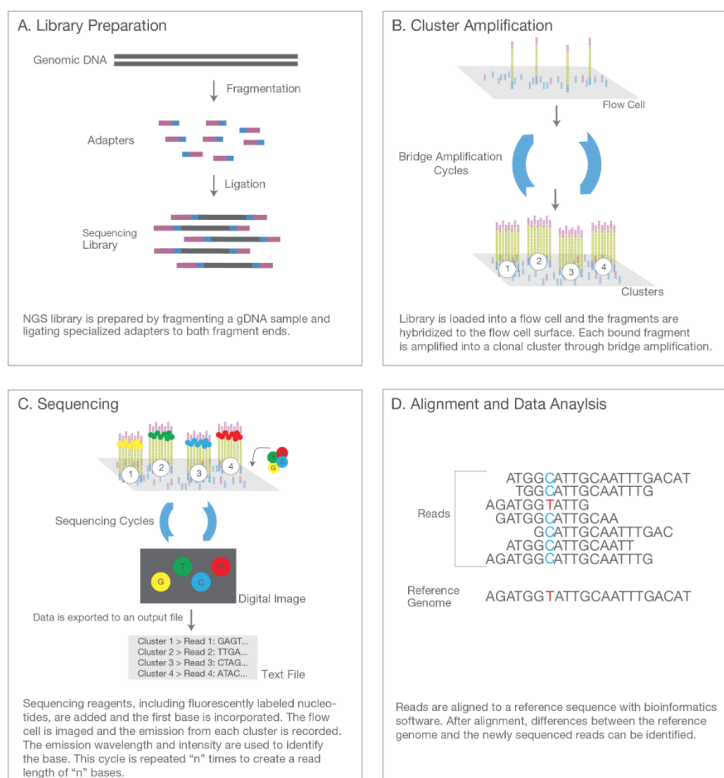 A. Library Preparation
Genomic DNA
Fragmentation
Adapters
Ligation
Sequencing
Library
NGS library is prepared by fragmenting a gDNA sample and
ligating specialized adapters to both fragment ends.
B. Cluster Amplification
Flow Cell
Bridge Amplification
Cycles
1
2
3
4
Clusters
Library is loaded into a flow cell and the fragments are
hybridized to the flow cell surface. Each bound fragment
is amplified into a clonal cluster through bridge amplification.
C. Sequencing
1
2
3
4
T
A
G
C
Sequencing Cycles
T
A
G
C
Digital Image
Data is exported to an output file
Cluster 1 > Read 1: GAGT...
Cluster 2 > Read 2: TTGA...
Cluster 3 > Read 3: CTAG...
Cluster 4 > Read 4: ATAC...
Text File
Sequencing reagents, including fluorescently labeled nucleo-
tides, are added and the first base is incorporated. The flow
cell is imaged and the emission from each cluster is recorded.
The emission wavelength and intensity are used to identify
the base. This cycle is repeated “n” times to create a read
length of “n” bases.
D. Alignment and Data Anaylsis
Reads
ATGGCATTGCAATTTGACAT
TGGCATTGCAATTTG
AGATGGTATTG
GATGGCATTGCAA
GCATTGCAATTTGAC
ATGGCATTGCAATT
AGATGGCATTGCAATTTG
Reference
Genome
AGATGGTATTGCAATTTGACAT
Reads are aligned to a reference sequence with bioinformatics
software. After alignment, differences between the reference
genome and the newly sequenced reads can be identified.